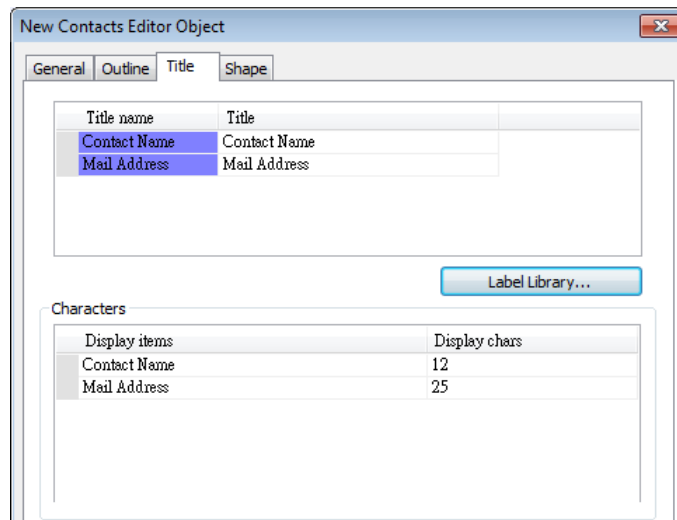 New Contacts Editor Object
General Outline Title Shape
Title name Title
Contact Name Contact Name
Mail Address Mail Address
Label Library...
Characters
Display items Display chars
Contact Name 12
Mail Address 25